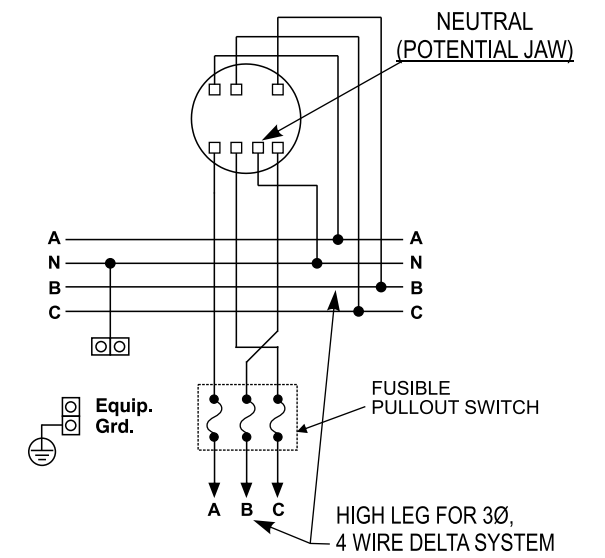 NEUTRAL
(POTENTIAL JAW)
A A
N N
B B
C C
FUSIBLE
PULLOUT SWITCH
Equip.
Grd.
A B C
HIGH LEG FOR 3Ø,
4 WIRE DELTA SYSTEM